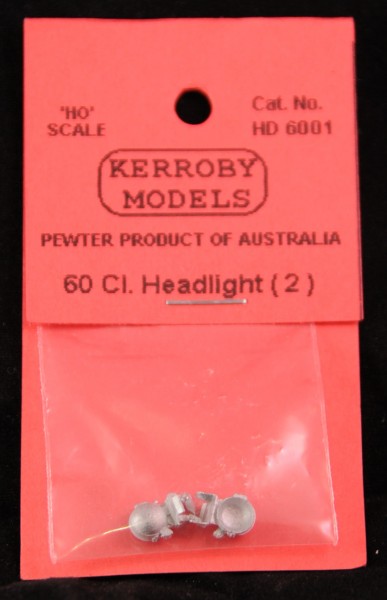 'HO'
SCALE
Cat. No.
HD 6001
KERROBY
MODELS
PEWTER PRODUCT OF AUSTRALIA
60 Cl. Headlight ( 2 )